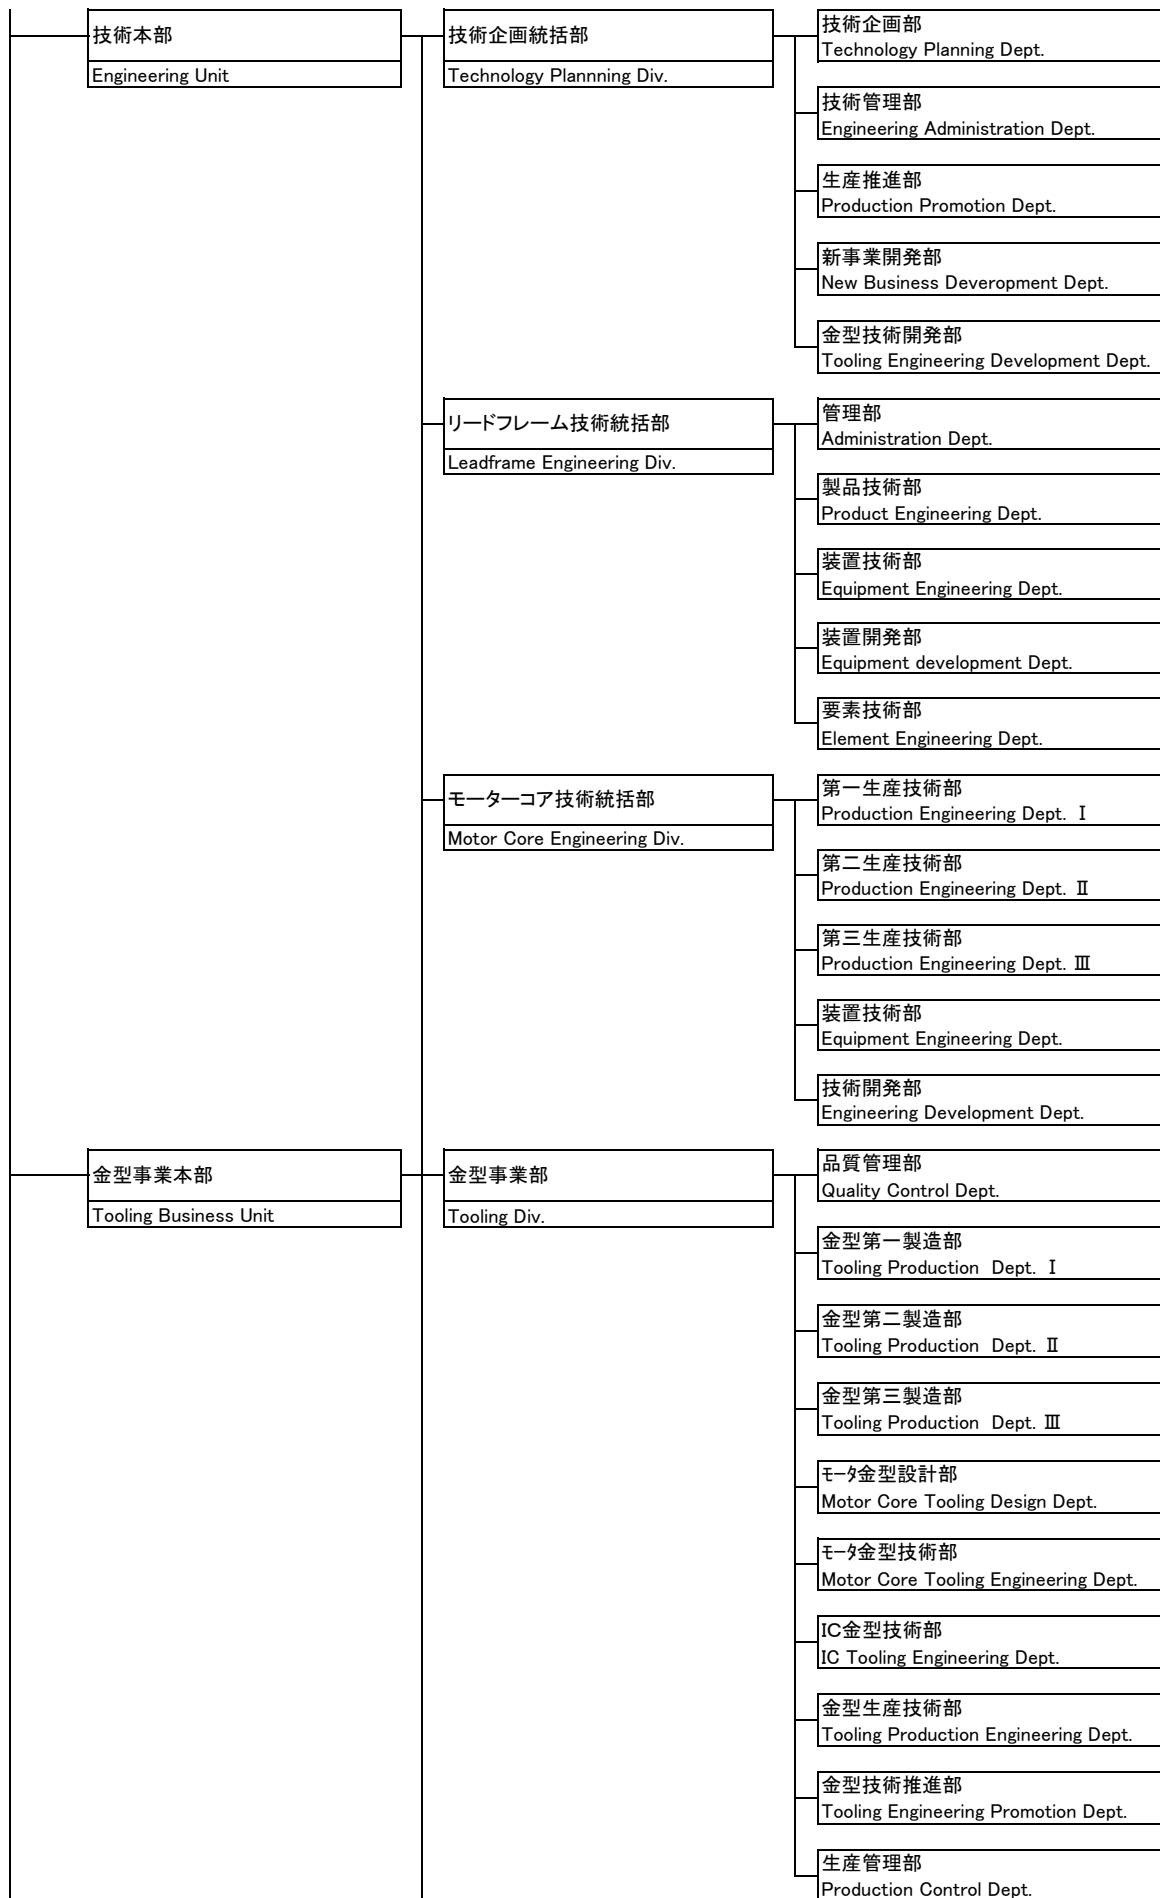 技術本部
Engineering Unit
技術企画統括部
Technology Plannning Div.
技術企画部
Technology Planning Dept.
技術管理部
Engineering Administration Dept.
生産推進部
Production Promotion Dept.
新事業開発部
New Business Deveropment Dept.
金型技術開発部
Tooling Engineering Development Dept.
リードフレーム技術統括部
Leadframe Engineering Div.
管理部
Administration Dept.
製品技術部
Product Engineering Dept.
装置技術部
Equipment Engineering Dept.
装置開発部
Equipment development Dept.
要素技術部
Element Engineering Dept.
モーターコア技術統括部
Motor Core Engineering Div.
第一生産技術部
Production Engineering Dept. Ⅰ
第二生産技術部
Production Engineering Dept. Ⅱ
第三生産技術部
Production Engineering Dept. Ⅲ
装置技術部
Equipment Engineering Dept.
技術開発部
Engineering Development Dept.
金型事業本部
Tooling Business Unit
金型事業部
Tooling Div.
品質管理部
Quality Control Dept.
金型第一製造部
Tooling Production Dept. Ⅰ
金型第二製造部
Tooling Production Dept. Ⅱ
金型第三製造部
Tooling Production Dept. Ⅲ
ﾓｰﾀ金型設計部
Motor Core Tooling Design Dept.
ﾓｰﾀ金型技術部
Motor Core Tooling Engineering Dept.
IC金型技術部
IC Tooling Engineering Dept.
金型生産技術部
Tooling Production Engineering Dept.
金型技術推進部
Tooling Engineering Promotion Dept.
生産管理部
Production Control Dept.